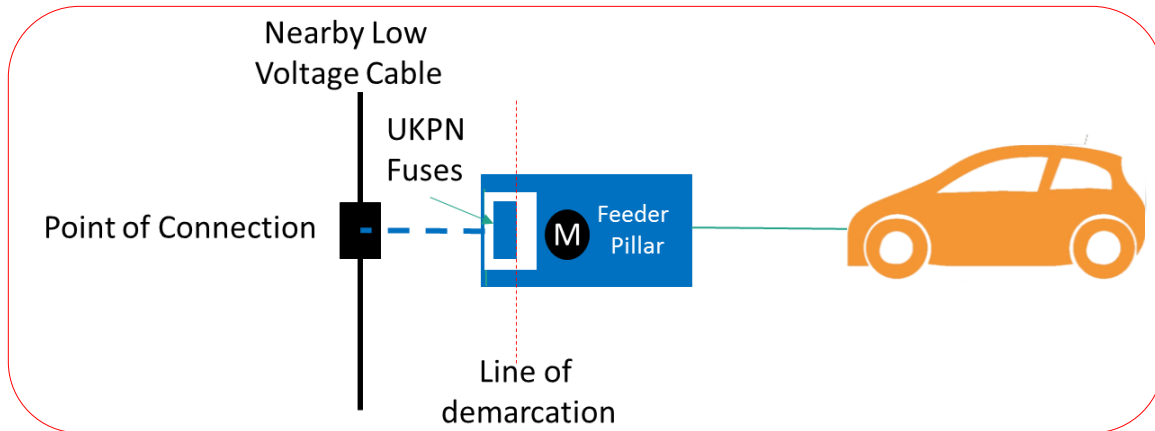 Nearby Low
Voltage Cable
UKPN
Fuses
Point of Connection
M
Feeder
Pillar
Line of
demarcation